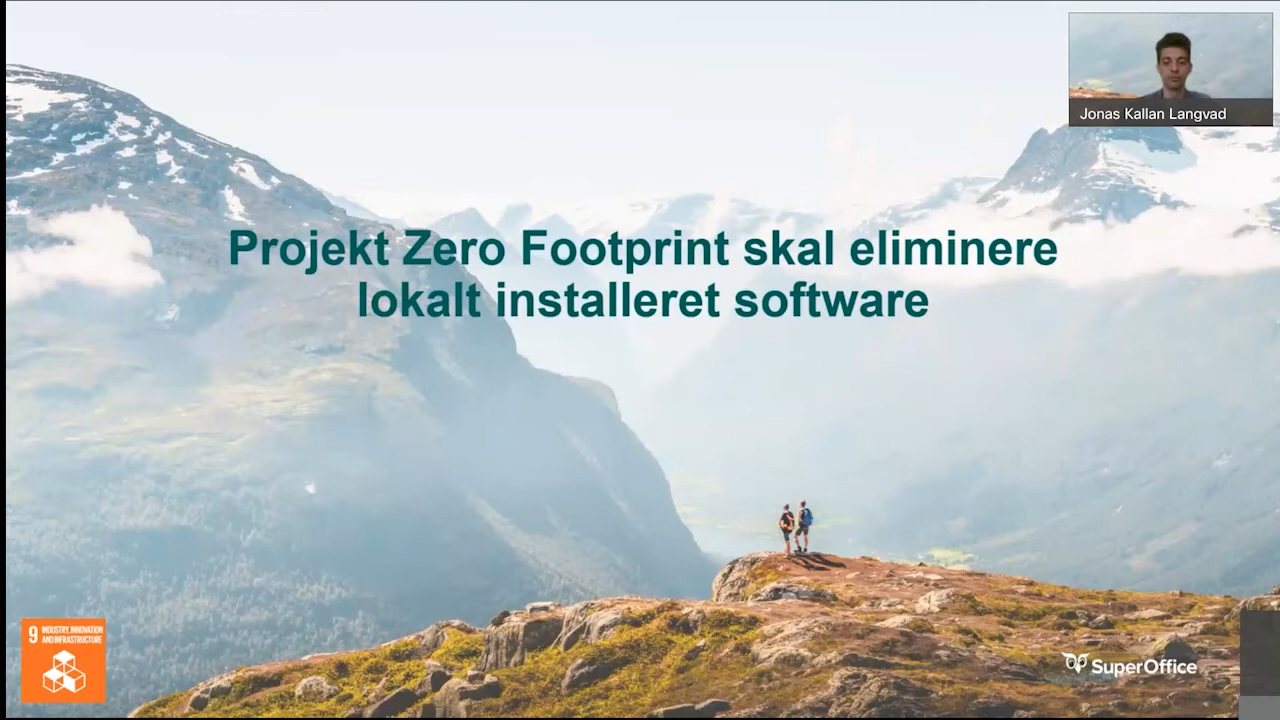 Jonas Kallan Langvad
Projekt Zero Footprint skal eliminere
lokalt installeret software
9 INDUSTRY, INNOVATION
AND INFRASTRUCTURE
SuperOffice